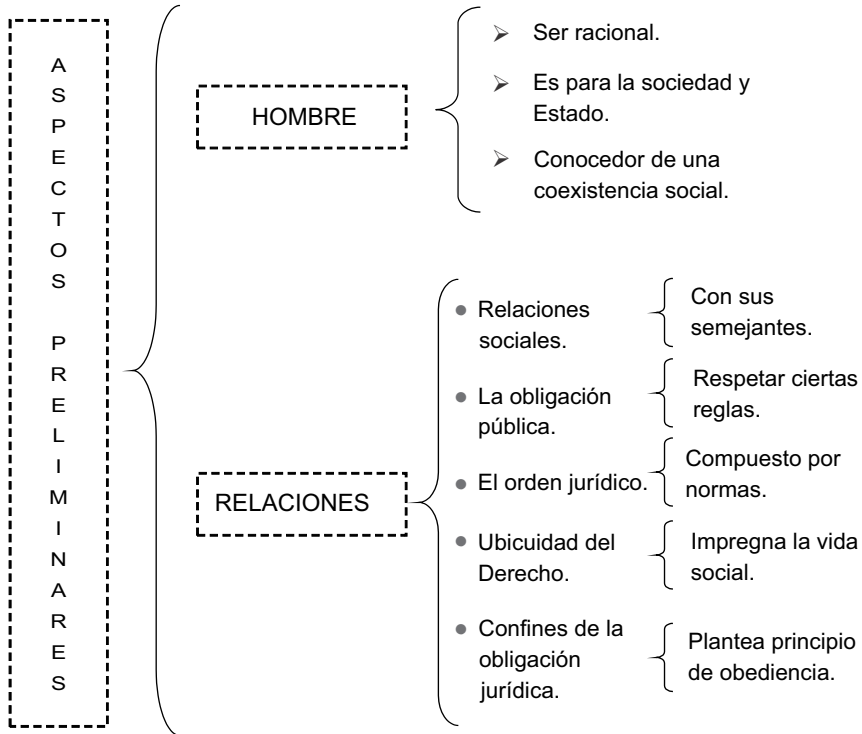 ASPECTOS PRELIMINARES
HOMBRE
Ser racional.
Es para la sociedad y
Estado.
Conocedor de una
coexistencia social.
RELACIONES
Relaciones
sociales.
Con sus
semejantes.
La obligación
pública.
Respetar ciertas
reglas.
El orden jurídico.
Compuesto por
normas.
Ubicuidad del
Derecho.
Impregna la vida
social.
Confines de la
obligación
jurídica.
Plantea principio
de obediencia.